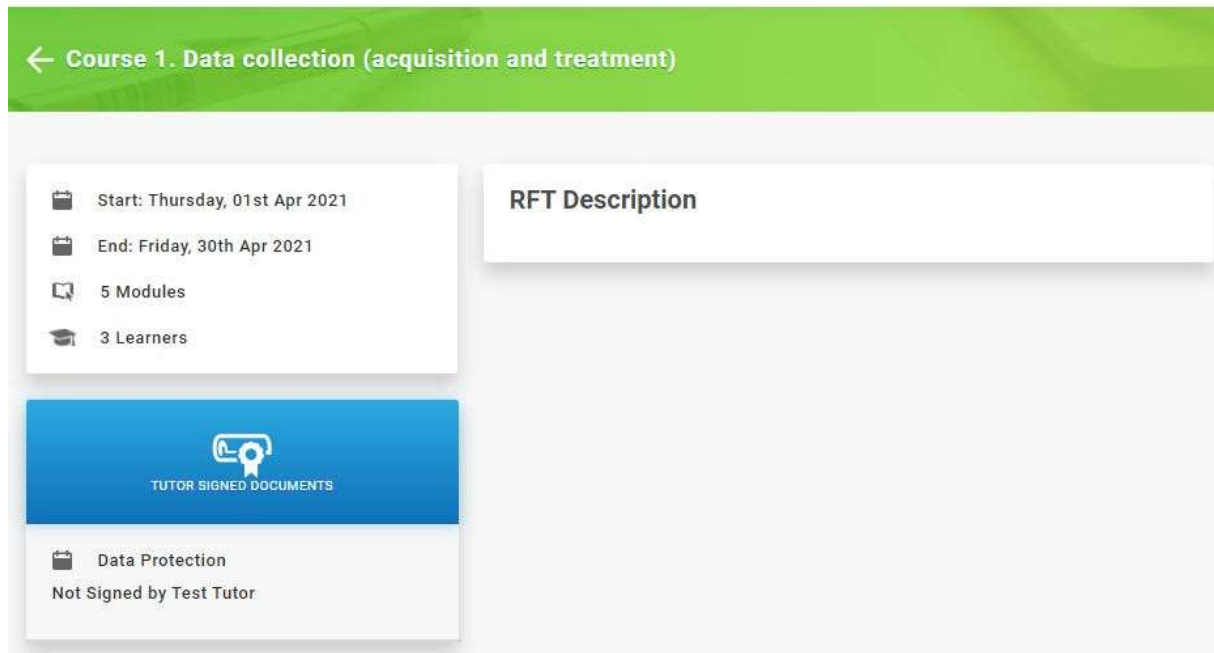 Course 1. Data collection (acquisition and treatment)
Start: Thursday, 01st Apr 2021
End: Friday, 30th Apr 2021
5 Modules
3 Learners
RFT Description
TUTOR SIGNED DOCUMENTS
Data Protection
Not Signed by Test Tutor